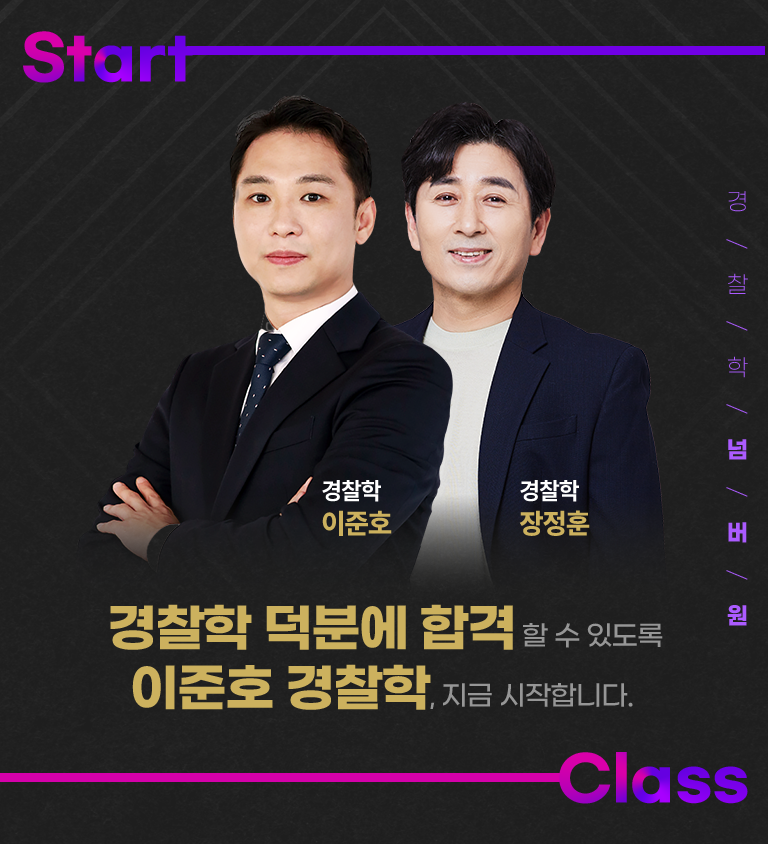 Start
경 / 찰 / 학 / 넘 / 버 / 원
경찰학
이준호
경찰학
장정훈
경찰학 덕분에 합격 할 수 있도록
이준호 경찰학, 지금 시작합니다.
Class